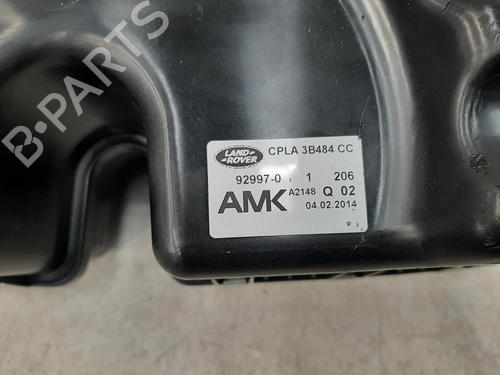 LAND
ROVER
CPLA 3B484 CC
92997-0 1 206
AMK A2148 Q 02
04.02.2014
B-PARTS